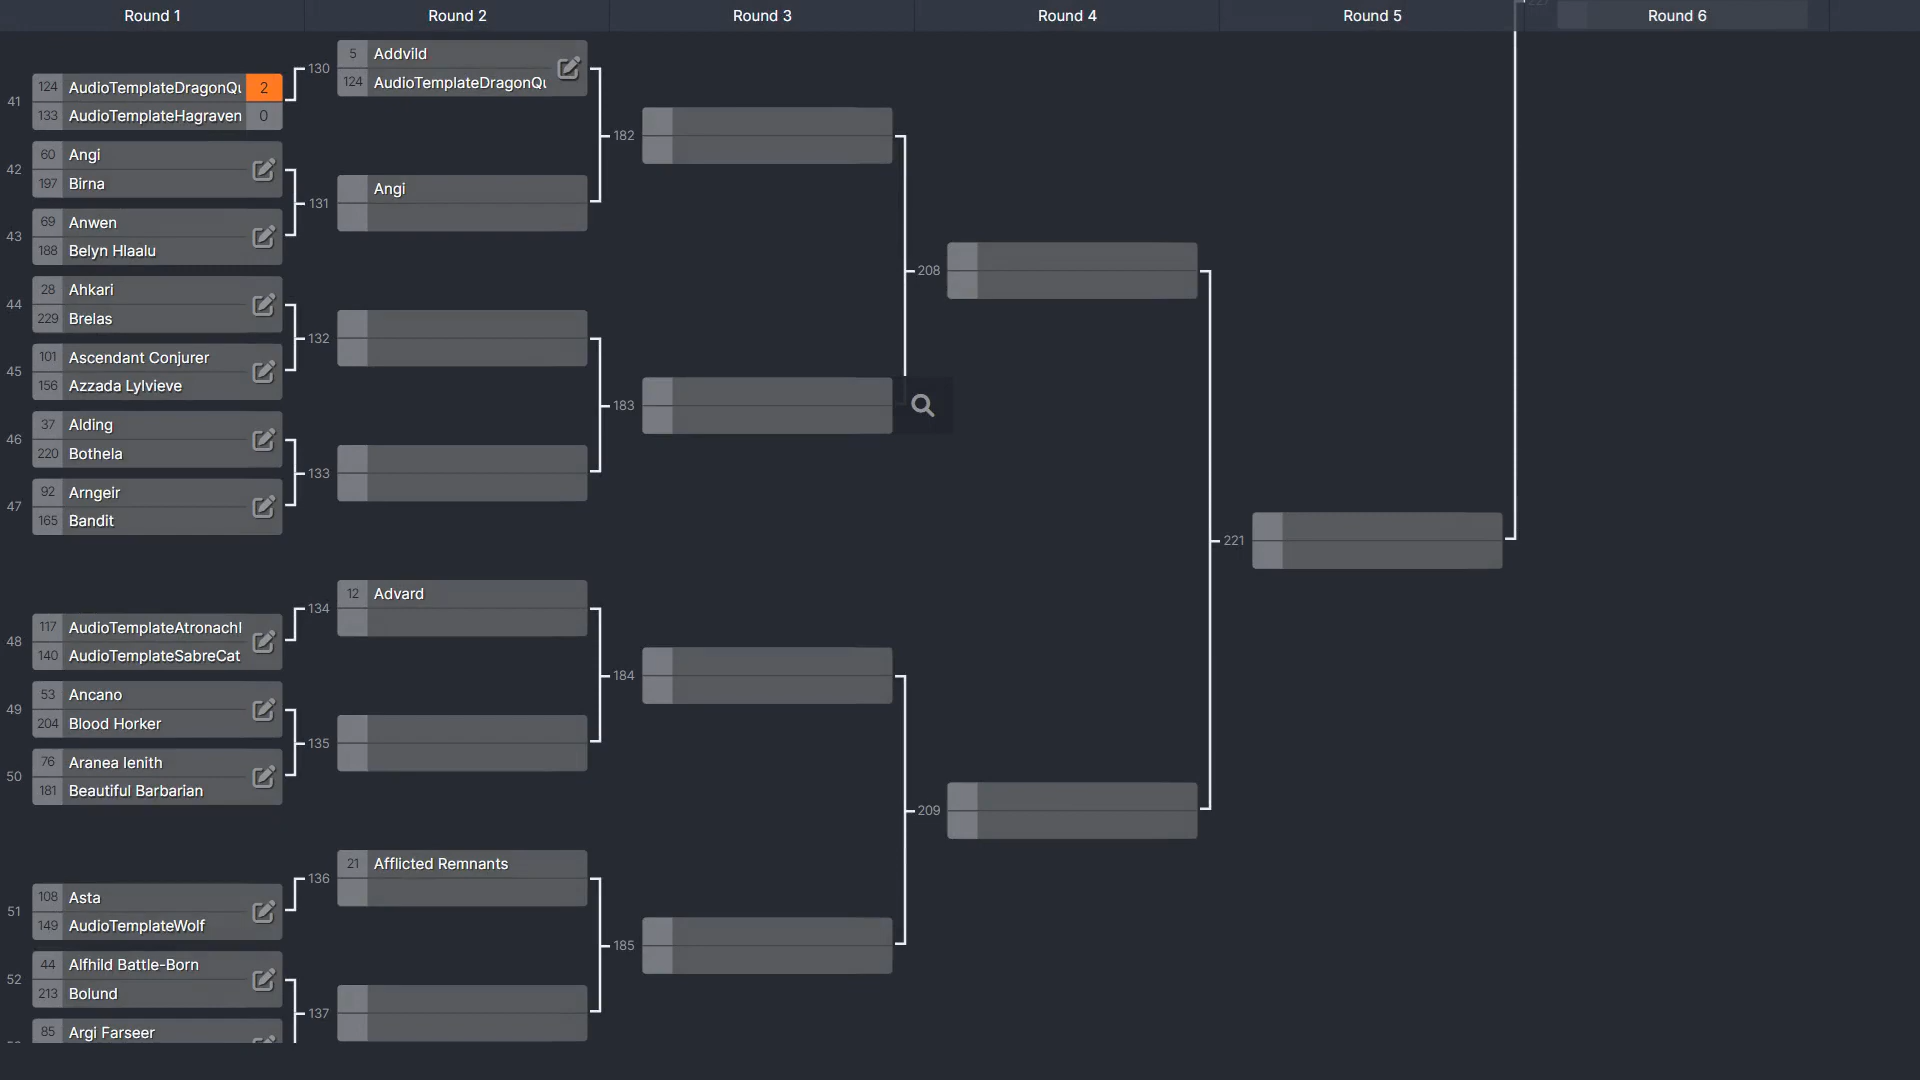 Round 1
Round 2
Round 3
Round 4
Round 5
Round 6
227
41
124 AudioTemplateDragonQu 2
133 AudioTemplateHagraven 0
42
60 Angi
197 Birna
43
69 Anwen
188 Belyn Hlaalu
44
28 Ahkari
229 Brelas
45
101 Ascendant Conjurer
156 Azzada Lylvieve
46
37 Alding
220 Bothela
47
92 Arngeir
165 Bandit
48
117 AudioTemplateAtronachI
140 AudioTemplateSabreCat
49
53 Ancano
204 Blood Horker
50
76 Aranea Ienith
181 Beautiful Barbarian
51
108 Asta
149 AudioTemplateWolf
52
44 Alfhild Battle-Born
213 Bolund
85 Argi Farseer
130
5 Addvild
124 AudioTemplateDragonQu
131
Angi
132
133
134
12 Advard
135
136
21 Afflicted Remnants
137
182
183
184
185
208
209
221